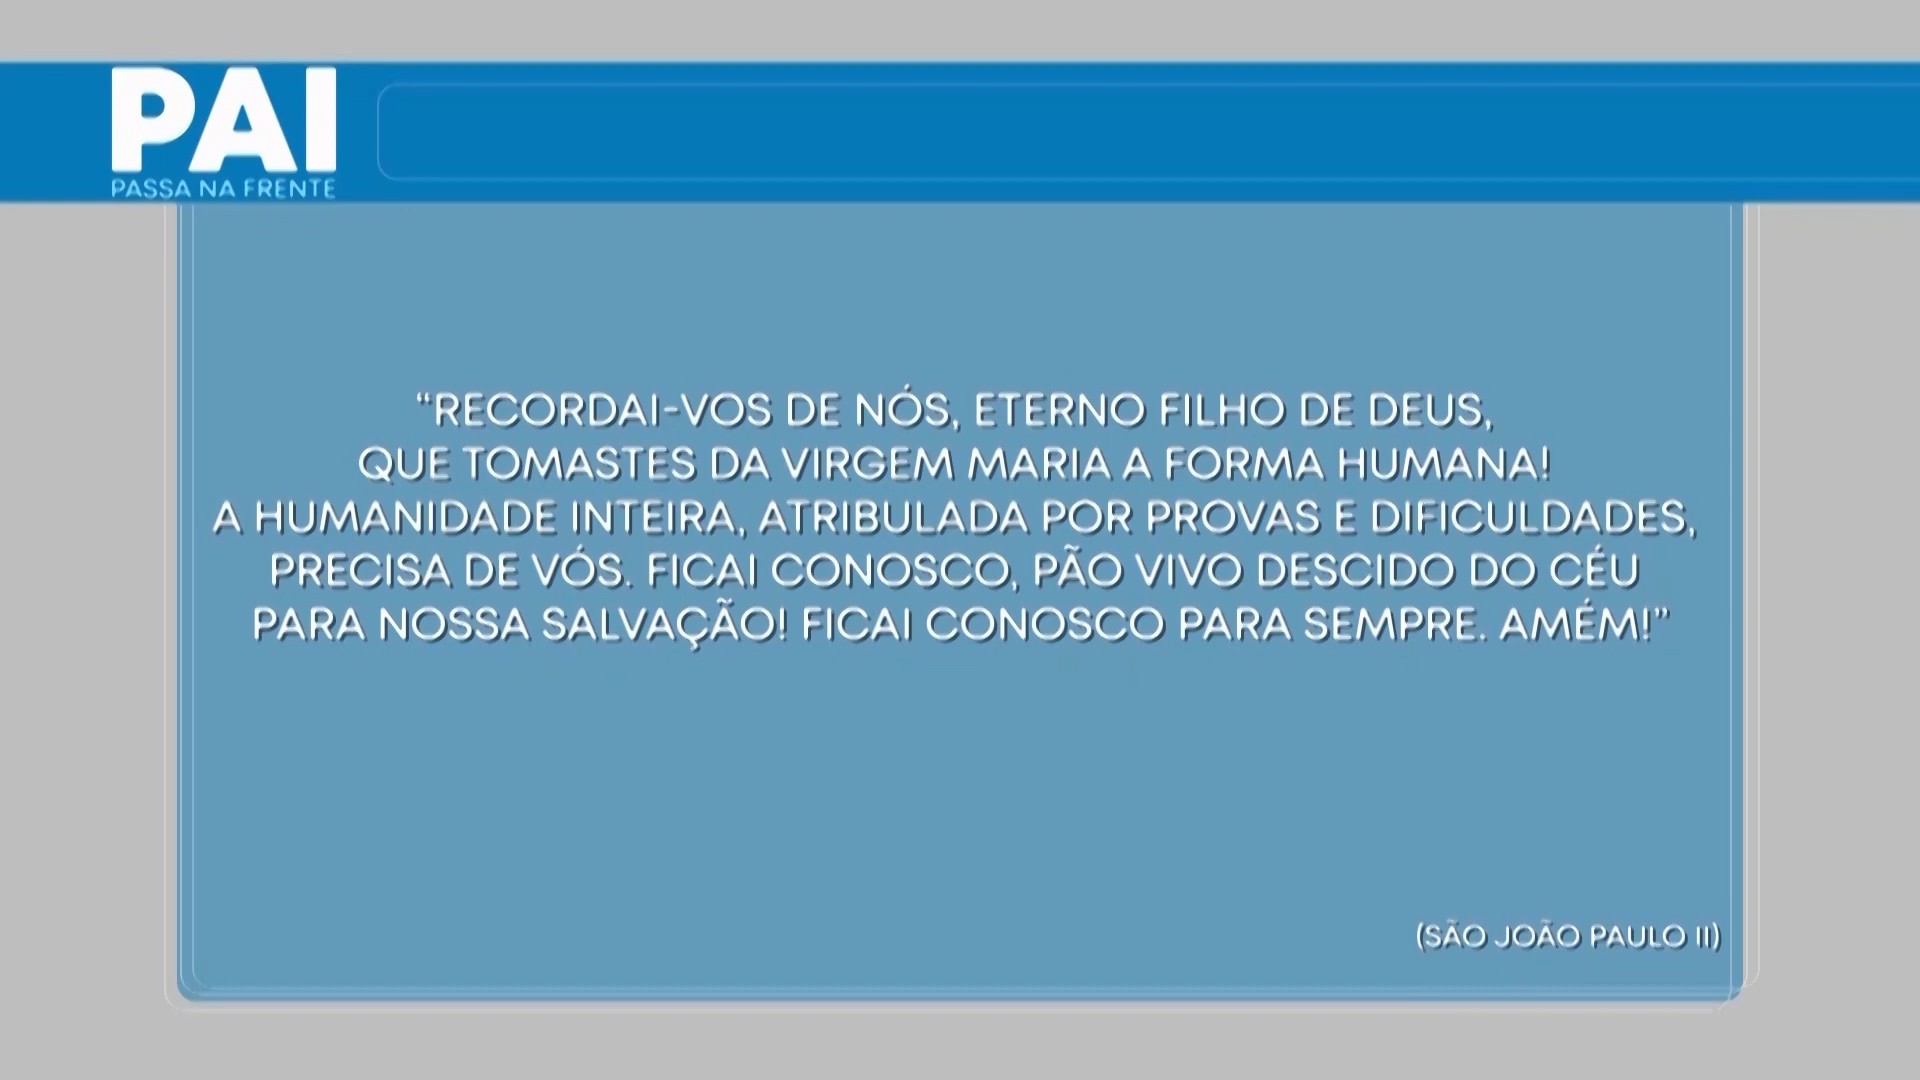 PAI
PASSA NA FRENTE
“RECORDAI-VOS DE NÓS, ETERNO FILHO DE DEUS,
QUE TOMASTES DA VIRGEM MARIA A FORMA HUMANA!
A HUMANIDADE INTEIRA, ATRIBULADA POR PROVAS E DIFICULDADES,
PRECISA DE VÓS. FICAI CONOSCO, PÃO VIVO DESCIDO DO CÉU
PARA NOSSA SALVAÇÃO! FICAI CONOSCO PARA SEMPRE. AMÉM!”
(SÃO JOÃO PAULO II)